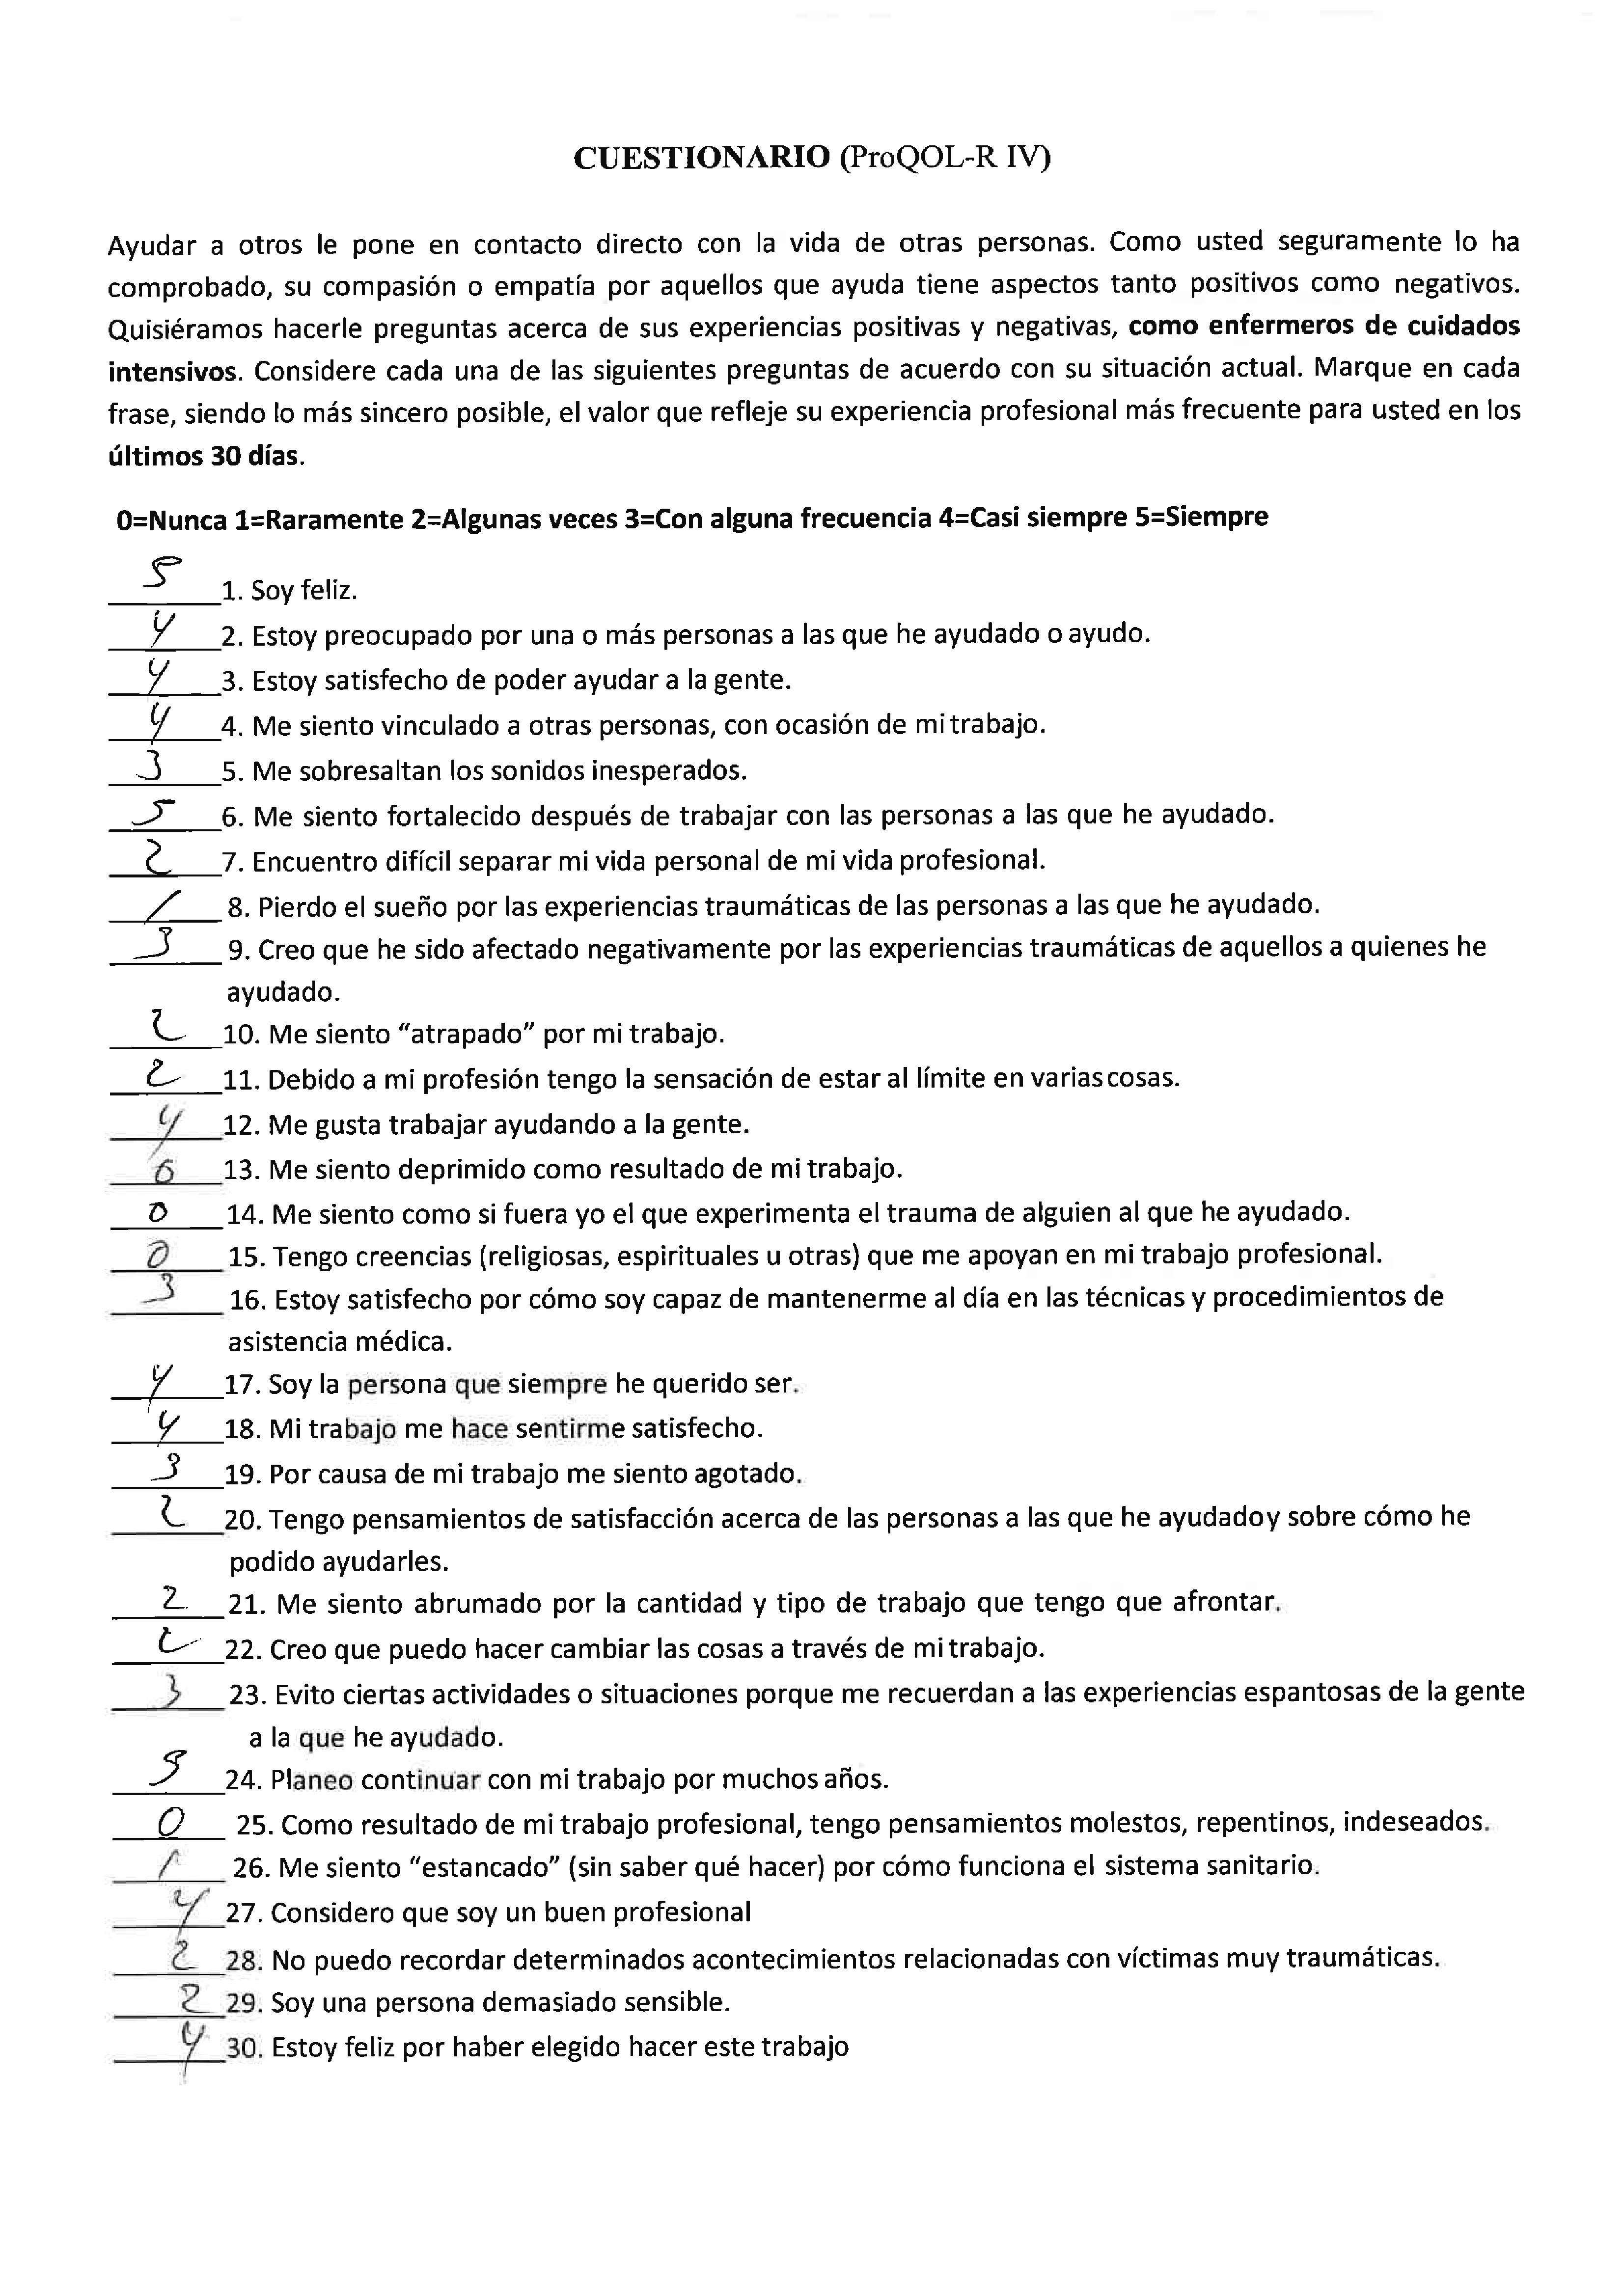 CUESTIONARIO (ProQOL-R IV)
Ayudar a otros le pone en contacto directo con la vida de otras personas. Como usted seguramente lo ha
comprobado, su compasión o empatía por aquellos que ayuda tiene aspectos tanto positivos como negativos.
Quisiéramos hacerle preguntas acerca de sus experiencias positivas y negativas, como enfermeros de cuidados
intensivos. Considere cada una de las siguientes preguntas de acuerdo con su situación actual. Marque en cada
frase, siendo lo más sincero posible, el valor que refleje su experiencia profesional más frecuente para usted en los
últimos 30 días.
0=Nunca 1=Raramente 2=Algunas veces 3=Con alguna frecuencia 4=Casi siempre 5=Siempre
5 1. Soy feliz.
4 2. Estoy preocupado por una o más personas a las que he ayudado o ayudo.
4 3. Estoy satisfecho de poder ayudar a la gente.
4 4. Me siento vinculado a otras personas, con ocasión de mi trabajo.
3 5. Me sobresaltan los sonidos inesperados.
5 6. Me siento fortalecido después de trabajar con las personas a las que he ayudado.
2 7. Encuentro difícil separar mi vida personal de mi vida profesional.
1 8. Pierdo el sueño por las experiencias traumáticas de las personas a las que he ayudado.
3 9. Creo que he sido afectado negativamente por las experiencias traumáticas de aquellos a quienes he
ayudado.
2 10. Me siento "atrapado" por mi trabajo.
2 11. Debido a mi profesión tengo la sensación de estar al límite en varias cosas.
4 12. Me gusta trabajar ayudando a la gente.
0 13. Me siento deprimido como resultado de mi trabajo.
0 14. Me siento como si fuera yo el que experimenta el trauma de alguien al que he ayudado.
0 15. Tengo creencias (religiosas, espirituales u otras) que me apoyan en mi trabajo profesional.
3 16. Estoy satisfecho por cómo soy capaz de mantenerme al día en las técnicas y procedimientos de
asistencia médica.
4 17. Soy la persona que siempre he querido ser.
4 18. Mi trabajo me hace sentirme satisfecho.
3 19. Por causa de mi trabajo me siento agotado.
2 20. Tengo pensamientos de satisfacción acerca de las personas a las que he ayudadoy sobre cómo he
podido ayudarles.
2 21. Me siento abrumado por la cantidad y tipo de trabajo que tengo que afrontar.
2 22. Creo que puedo hacer cambiar las cosas a través de mi trabajo.
3 23. Evito ciertas actividades o situaciones porque me recuerdan a las experiencias espantosas de la gente
a la que he ayudado.
24. Planeo continuar con mi trabajo por muchos años.
0 25. Como resultado de mi trabajo profesional, tengo pensamientos molestos, repentinos, indeseados.
1 26. Me siento "estancado" (sin saber qué hacer) por cómo funciona el sistema sanitario.
4 27. Considero que soy un buen profesional
2 28. No puedo recordar determinados acontecimientos relacionadas con víctimas muy traumáticas.
2 29. Soy una persona demasiado sensible.
4 30. Estoy feliz por haber elegido hacer este trabajo